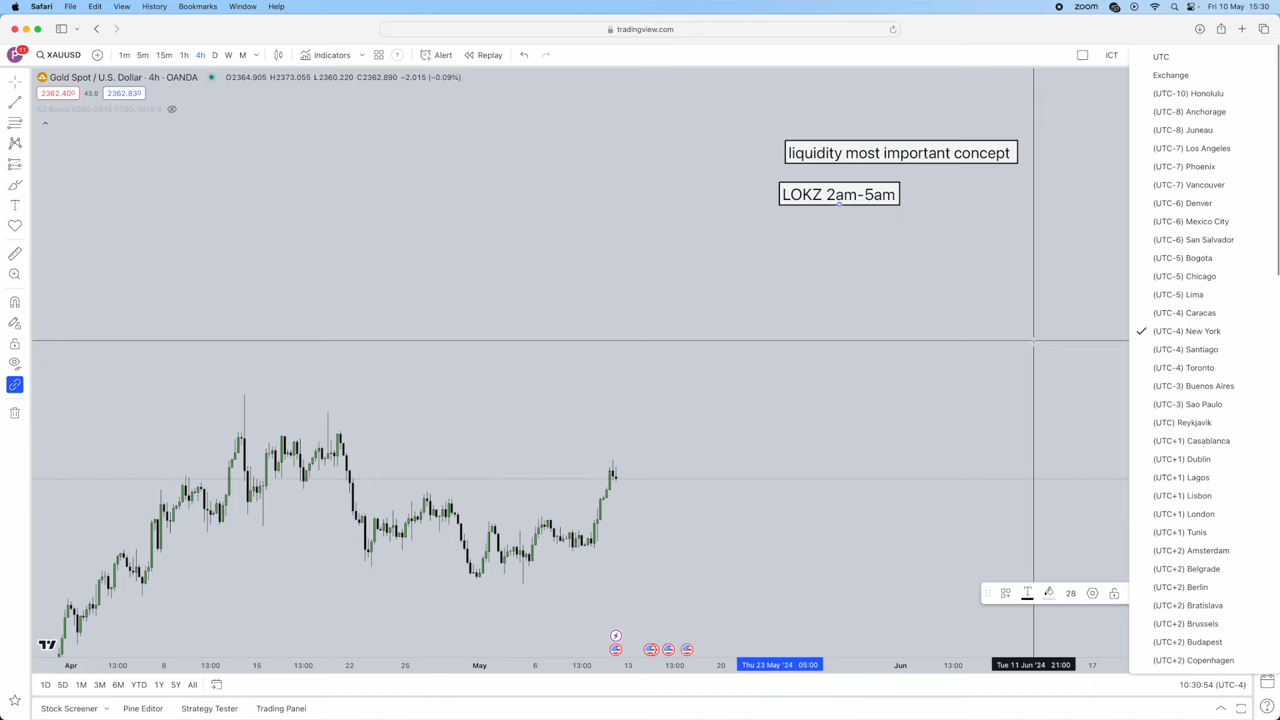 Safari File Edit View History Bookmarks Window Help
zoom Fri 10 May 15:30
tradingview.com
11
P
XAUUSD 1m 5m 15m 1h 4h D W M Indicators Alert Replay ICT
Gold Spot / U.S. Dollar · 4h · OANDA O2364.905 H2373.055 L2360.220 C2362.890 −2.015 (−0.09%)
2362.400 43.0 2362.830
liquidity most important concept
LOKZ 2am-5am
UTC
Exchange
(UTC-10) Honolulu
(UTC-8) Anchorage
(UTC-8) Juneau
(UTC-7) Los Angeles
(UTC-7) Phoenix
(UTC-7) Vancouver
(UTC-6) Denver
(UTC-6) Mexico City
(UTC-6) San Salvador
(UTC-5) Bogota
(UTC-5) Chicago
(UTC-5) Lima
(UTC-4) Caracas
(UTC-4) New York
(UTC-4) Santiago
(UTC-4) Toronto
(UTC-3) Buenos Aires
(UTC-3) Sao Paulo
(UTC) Reykjavik
(UTC+1) Casablanca
(UTC+1) Dublin
(UTC+1) Lagos
(UTC+1) Lisbon
(UTC+1) London
(UTC+1) Tunis
(UTC+2) Amsterdam
(UTC+2) Belgrade
(UTC+2) Berlin
(UTC+2) Bratislava
(UTC+2) Brussels
(UTC+2) Budapest
(UTC+2) Copenhagen
28
Apr 13:00 8 13:00 15 13:00 22 25 May 6 13:00 13 13:00 20 Thu 23 May '24 05:00 Jun 13:00 Tue 11 Jun '24 21:00 17
1D 5D 1M 3M 6M YTD 1Y 5Y All 10:30:54 (UTC-4)
Stock Screener Pine Editor Strategy Tester Trading Panel